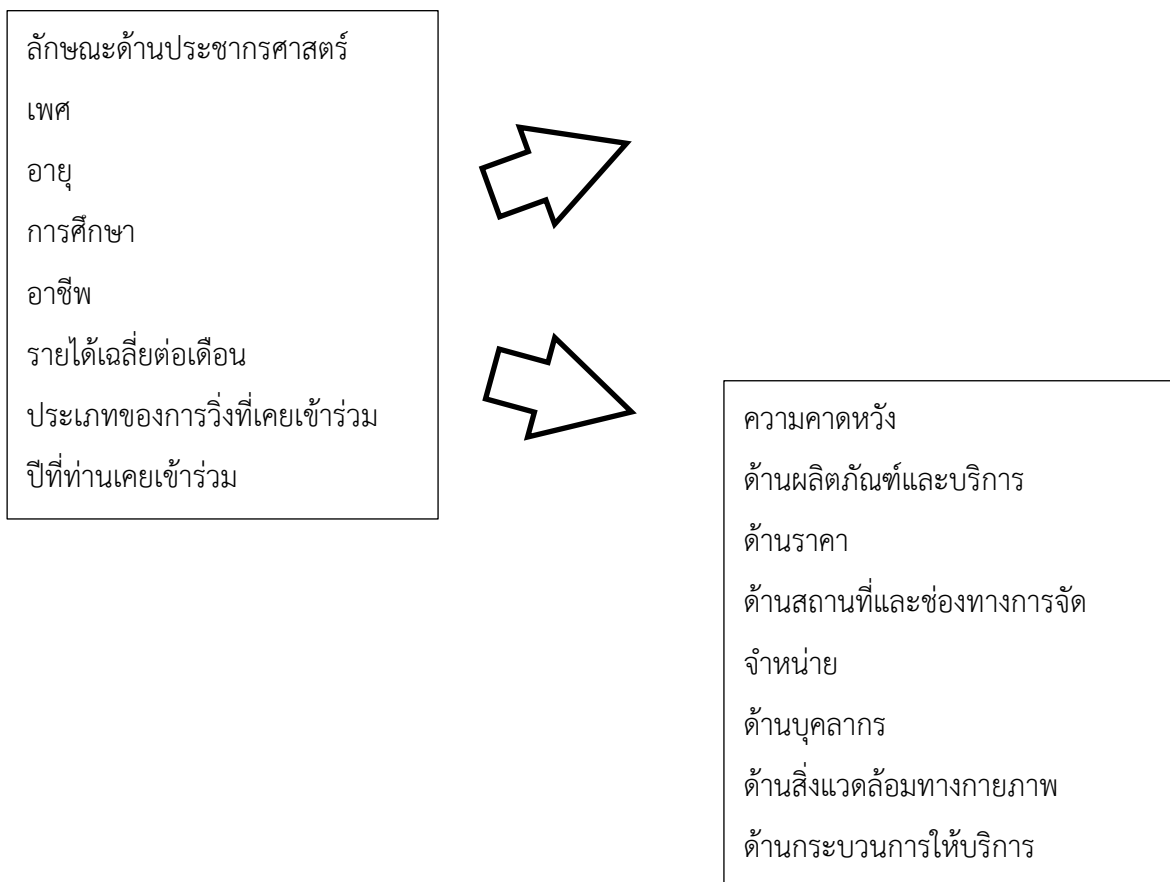 ลักษณะด้านประชากรศาสตร์
เพศ
อายุ
การศึกษา
อาชีพ
รายได้เฉลี่ยต่อเดือน
ประเภทของการวิ่งที่เคยเข้าร่วม
ปีที่ท่านเคยเข้าร่วม
ความคาดหวัง
ด้านผลิตภัณฑ์และบริการ
ด้านราคา
ด้านสถานที่และช่องทางการจัด
จำหน่าย
ด้านบุคลากร
ด้านสิ่งแวดล้อมทางกายภาพ
ด้านกระบวนการให้บริการ